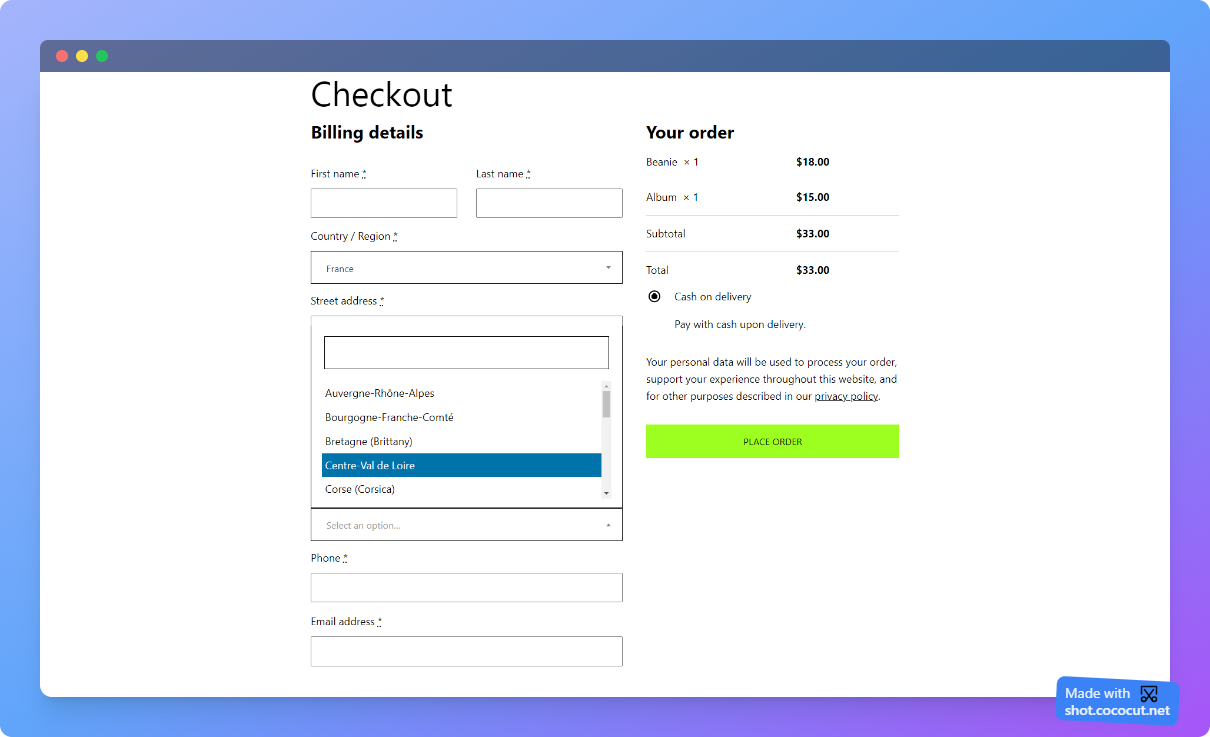 Checkout
Billing details
First name *
Last name *
Country / Region *
France
Street address *
Auvergne-Rhône-Alpes
Bourgogne-Franche-Comté
Bretagne (Brittany)
Centre-Val de Loire
Corse (Corsica)
Select an option...
Phone *
Email address *
Your order
Beanie × 1 $18.00
Album × 1 $15.00
Subtotal $33.00
Total $33.00
Cash on delivery
Pay with cash upon delivery.
Your personal data will be used to process your order,
support your experience throughout this website, and
for other purposes described in our privacy policy.
PLACE ORDER
Made with
shot.cococut.net